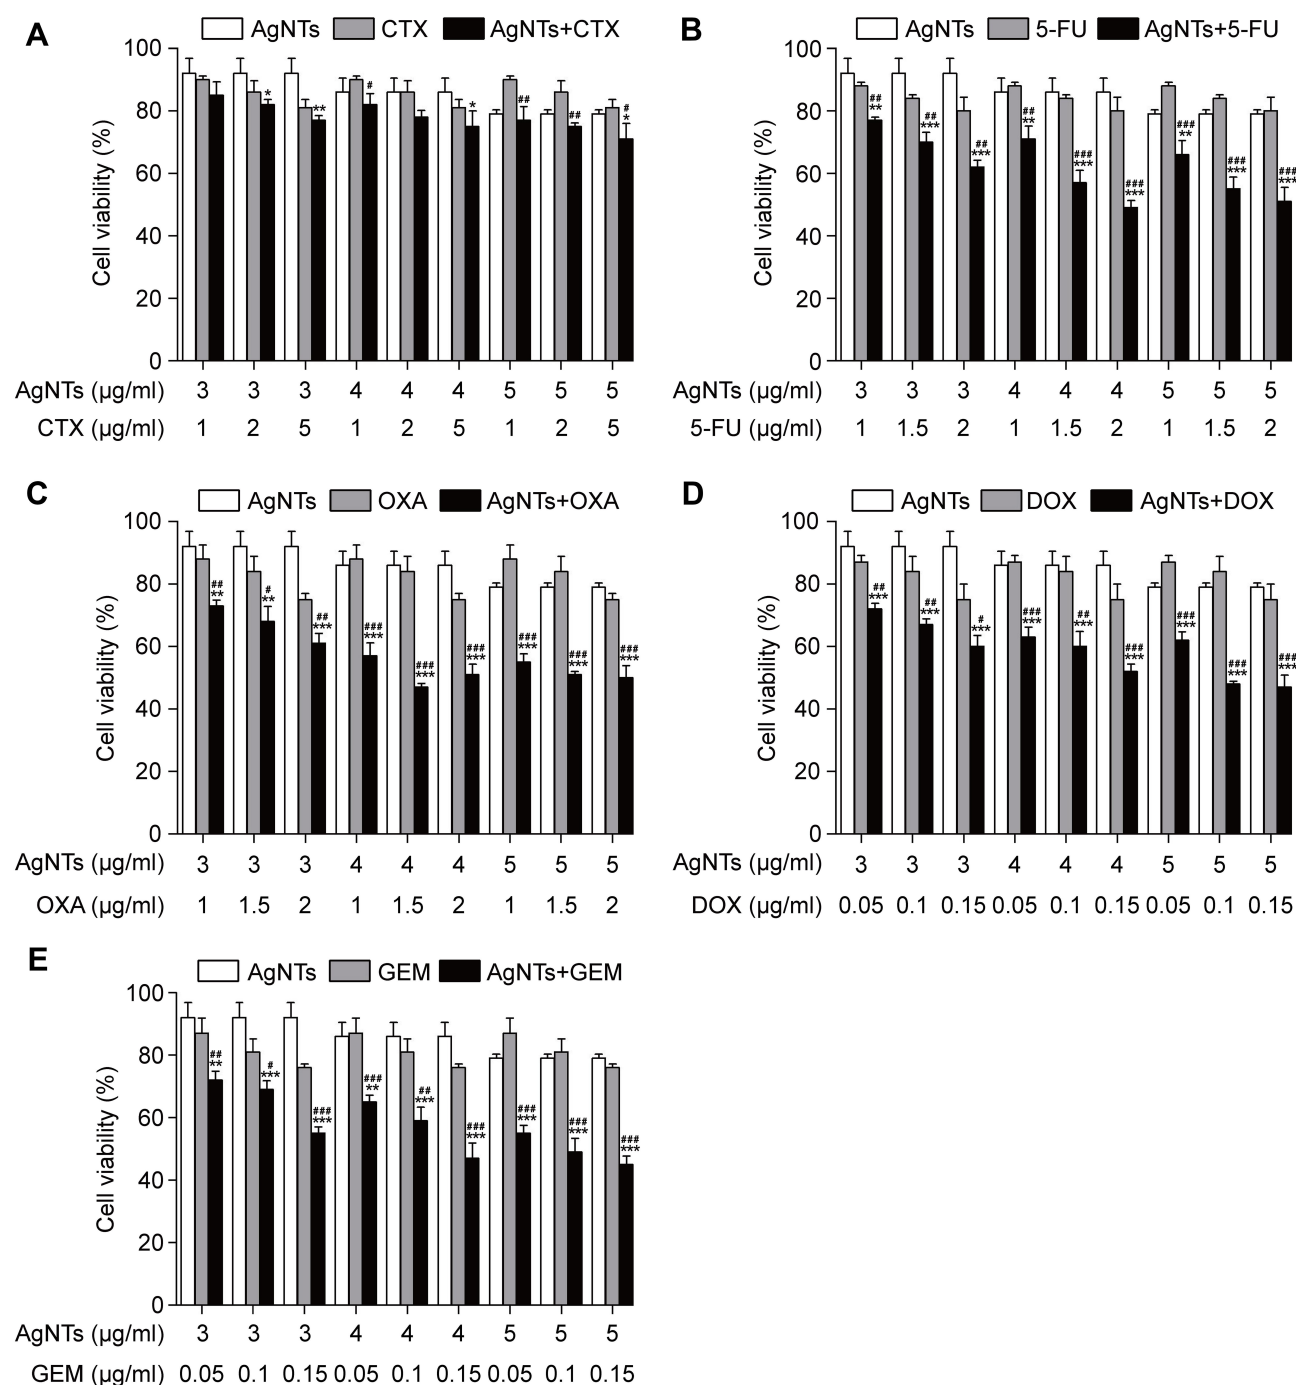 A
AgNTs CTX AgNTs+CTX
Cell viability (%)
100
80
60
40
20
0
* ** # * ## ## # *
AgNTs (μg/ml) 3 3 3 4 4 4 5 5 5
CTX (μg/ml) 1 2 5 1 2 5 1 2 5
B
AgNTs 5-FU AgNTs+5-FU
Cell viability (%)
100
80
60
40
20
0
## ## ## ## ### ### ### ### ###
** *** *** ** *** *** ** *** ***
AgNTs (μg/ml) 3 3 3 4 4 4 5 5 5
5-FU (μg/ml) 1 1.5 2 1 1.5 2 1 1.5 2
C
AgNTs OXA AgNTs+OXA
Cell viability (%)
100
80
60
40
20
0
## # ## ### ### ### ### ### ###
** ** *** *** *** *** *** *** ***
AgNTs (μg/ml) 3 3 3 4 4 4 5 5 5
OXA (μg/ml) 1 1.5 2 1 1.5 2 1 1.5 2
D
AgNTs DOX AgNTs+DOX
Cell viability (%)
100
80
60
40
20
0
## ## # ### ## ### ### ### ###
*** *** *** *** *** *** *** *** ***
AgNTs (μg/ml) 3 3 3 4 4 4 5 5 5
DOX (μg/ml) 0.05 0.1 0.15 0.05 0.1 0.15 0.05 0.1 0.15
E
AgNTs GEM AgNTs+GEM
Cell viability (%)
100
80
60
40
20
0
## # ### ### ## ### ### ### ###
** *** *** ** *** *** *** *** ***
AgNTs (μg/ml) 3 3 3 4 4 4 5 5 5
GEM (μg/ml) 0.05 0.1 0.15 0.05 0.1 0.15 0.05 0.1 0.15